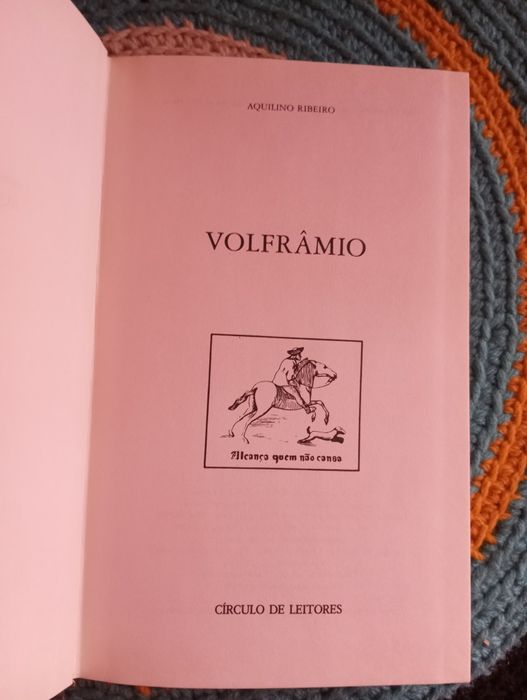 AQUILINO RIBEIRO
VOLFRÂMIO
Alcança quem não cansa
CÍRCULO DE LEITORES